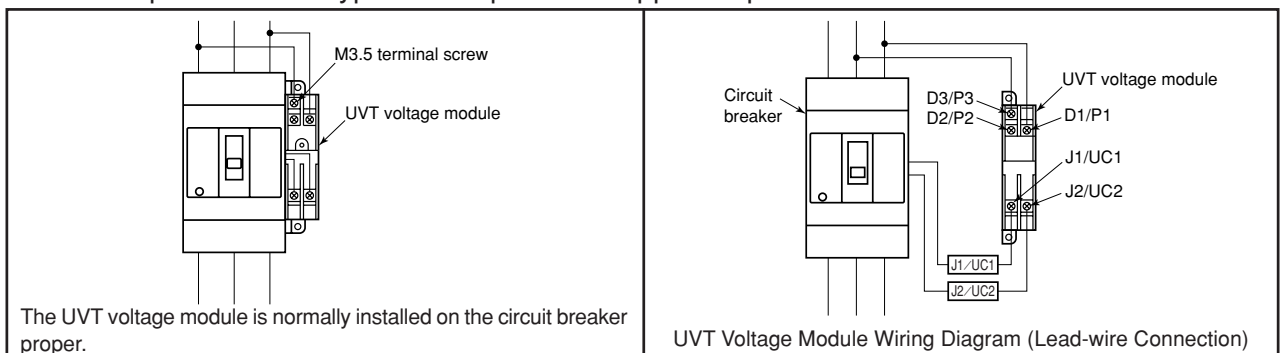 M3.5 terminal screw
UVT voltage module
The UVT voltage module is normally installed on the circuit breaker
proper.
Circuit
breaker
D3/P3
D2/P2
UVT voltage module
D1/P1
J1/UC1
J2/UC2
J1/UC1
J2/UC2
UVT Voltage Module Wiring Diagram (Lead-wire Connection)